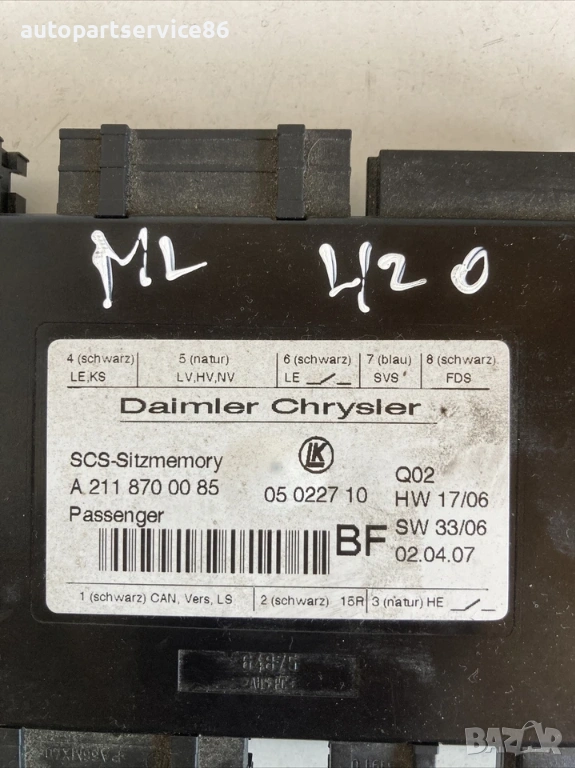 autopartservice86
ML 420
4 (schwarz) 5 (natur) 6 (schwarz) 7 (blau) 8 (schwarz)
LE,KS LV,HV,NV LE SVS FDS
Daimler Chrysler
SCS-Sitzmemory LK Q02
A 211 870 00 85 05 0227 10 HW 17/06
Passenger BF SW 33/06
02.04.07
1 (schwarz) CAN, Vers, LS 2 (schwarz) 15R 3 (natur) HE
BAZAR